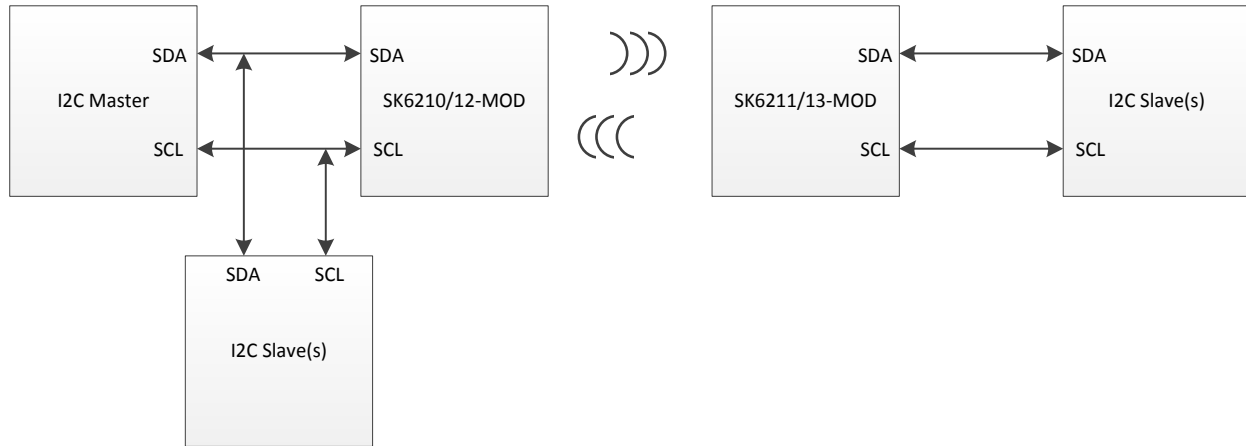 SDA
SDA
SDA
SDA
I2C Master
SK6210/12-MOD
SK6211/13-MOD
I2C Slave(s)
SCL
SCL
SCL
SCL
SDA
SCL
I2C Slave(s)